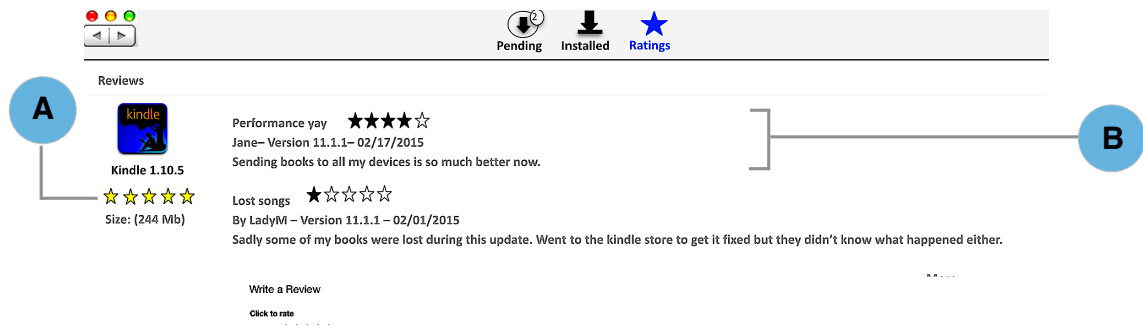 2
Pending Installed Ratings
Reviews
A
kindle
Kindle 1.10.5
Size: (244 Mb)
Performance yay
Jane– Version 11.1.1– 02/17/2015
Sending books to all my devices is so much better now.
B
Lost songs
By LadyM – Version 11.1.1 – 02/01/2015
Sadly some of my books were lost during this update. Went to the kindle store to get it fixed but they didn’t know what happened either.
Write a Review
Click to rate